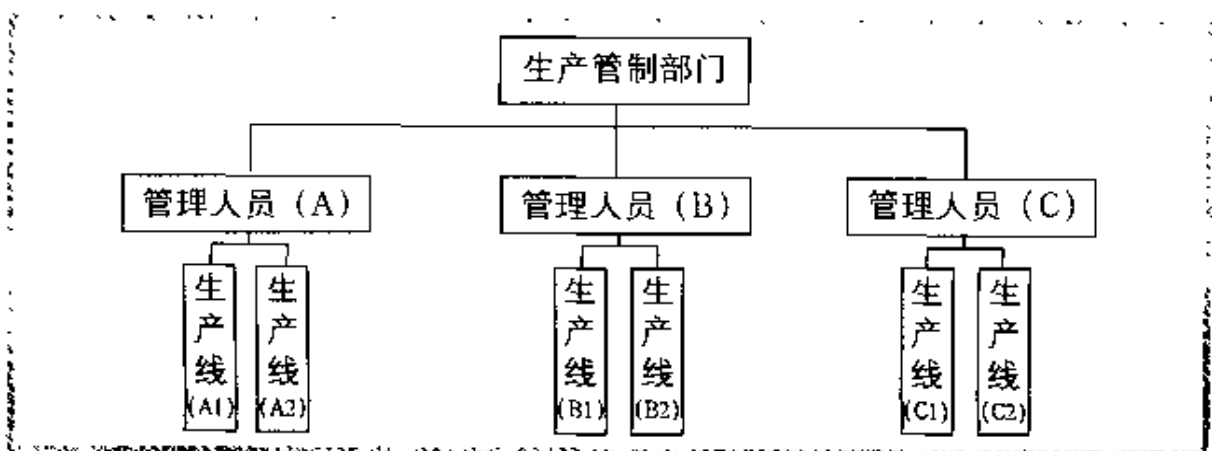 生产管制部门
管理人员（A）
管理人员（B）
管理人员（C）
生产线(A1)
生产线(A2)
生产线(B1)
生产线(B2)
生产线(C1)
生产线(C2)